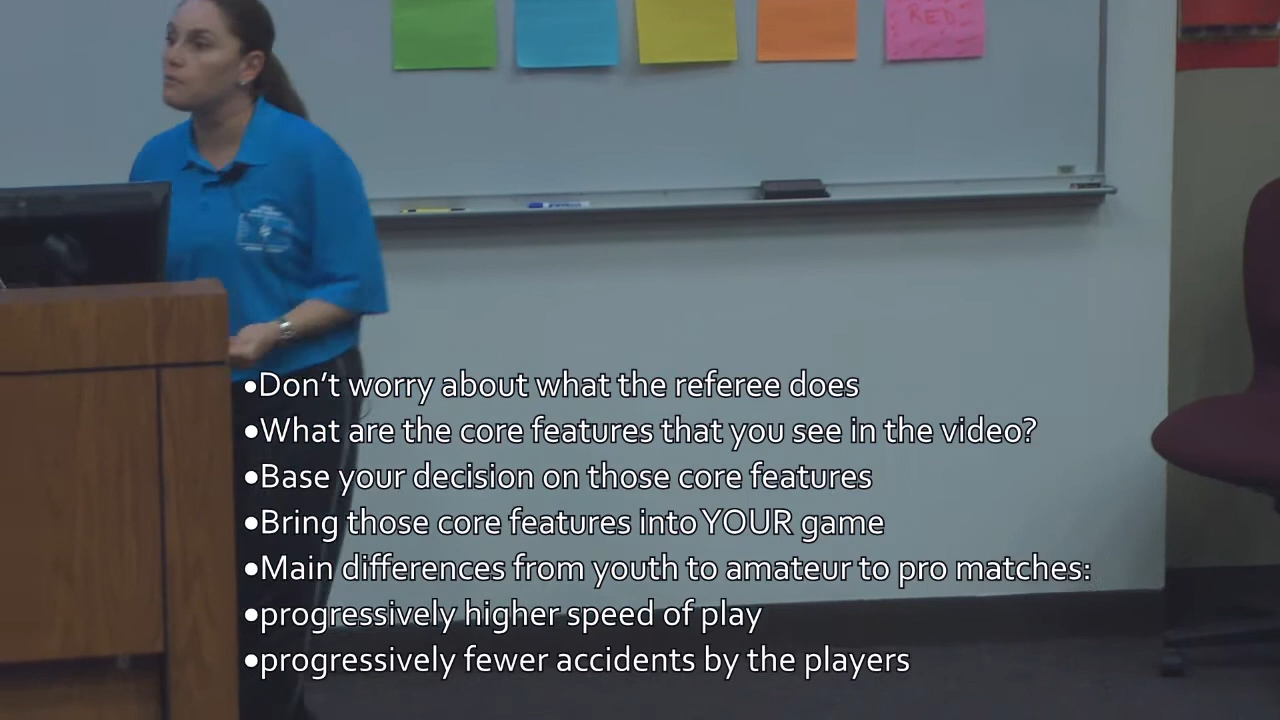 RED
•Don't worry about what the referee does
•What are the core features that you see in the video?
•Base your decision on those core features
•Bring those core features into YOUR game
•Main differences from youth to amateur to pro matches:
•progressively higher speed of play
•progressively fewer accidents by the players